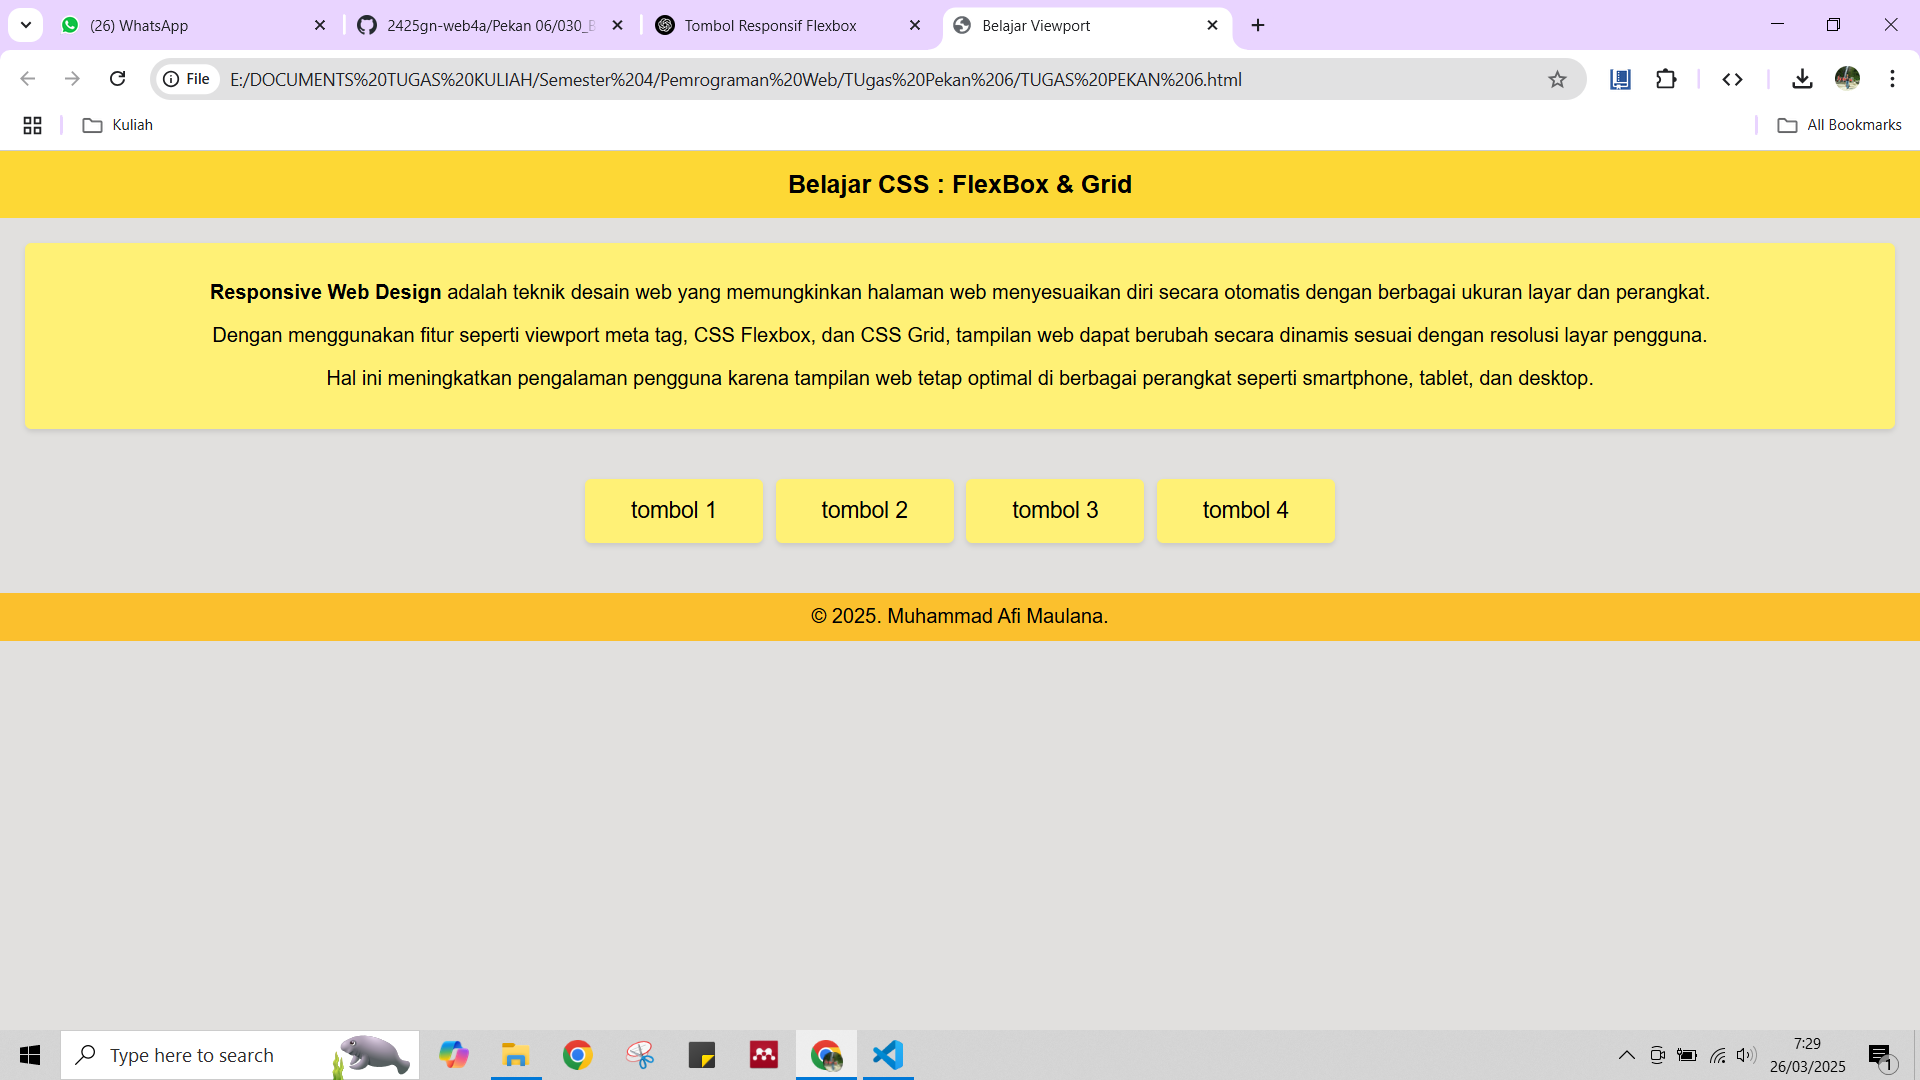 (26) WhatsApp
2425gn-web4a/Pekan 06/030_B
Tombol Responsif Flexbox
Belajar Viewport
File
E:/DOCUMENTS%20TUGAS%20KULIAH/Semester%204/Pemrograman%20Web/TUgas%20Pekan%206/TUGAS%20PEKAN%206.html
Kuliah
All Bookmarks
Belajar CSS : FlexBox & Grid
Responsive Web Design adalah teknik desain web yang memungkinkan halaman web menyesuaikan diri secara otomatis dengan berbagai ukuran layar dan perangkat.
Dengan menggunakan fitur seperti viewport meta tag, CSS Flexbox, dan CSS Grid, tampilan web dapat berubah secara dinamis sesuai dengan resolusi layar pengguna.
Hal ini meningkatkan pengalaman pengguna karena tampilan web tetap optimal di berbagai perangkat seperti smartphone, tablet, dan desktop.
tombol 1
tombol 2
tombol 3
tombol 4
© 2025. Muhammad Afi Maulana.
Type here to search
7:29
26/03/2025
1